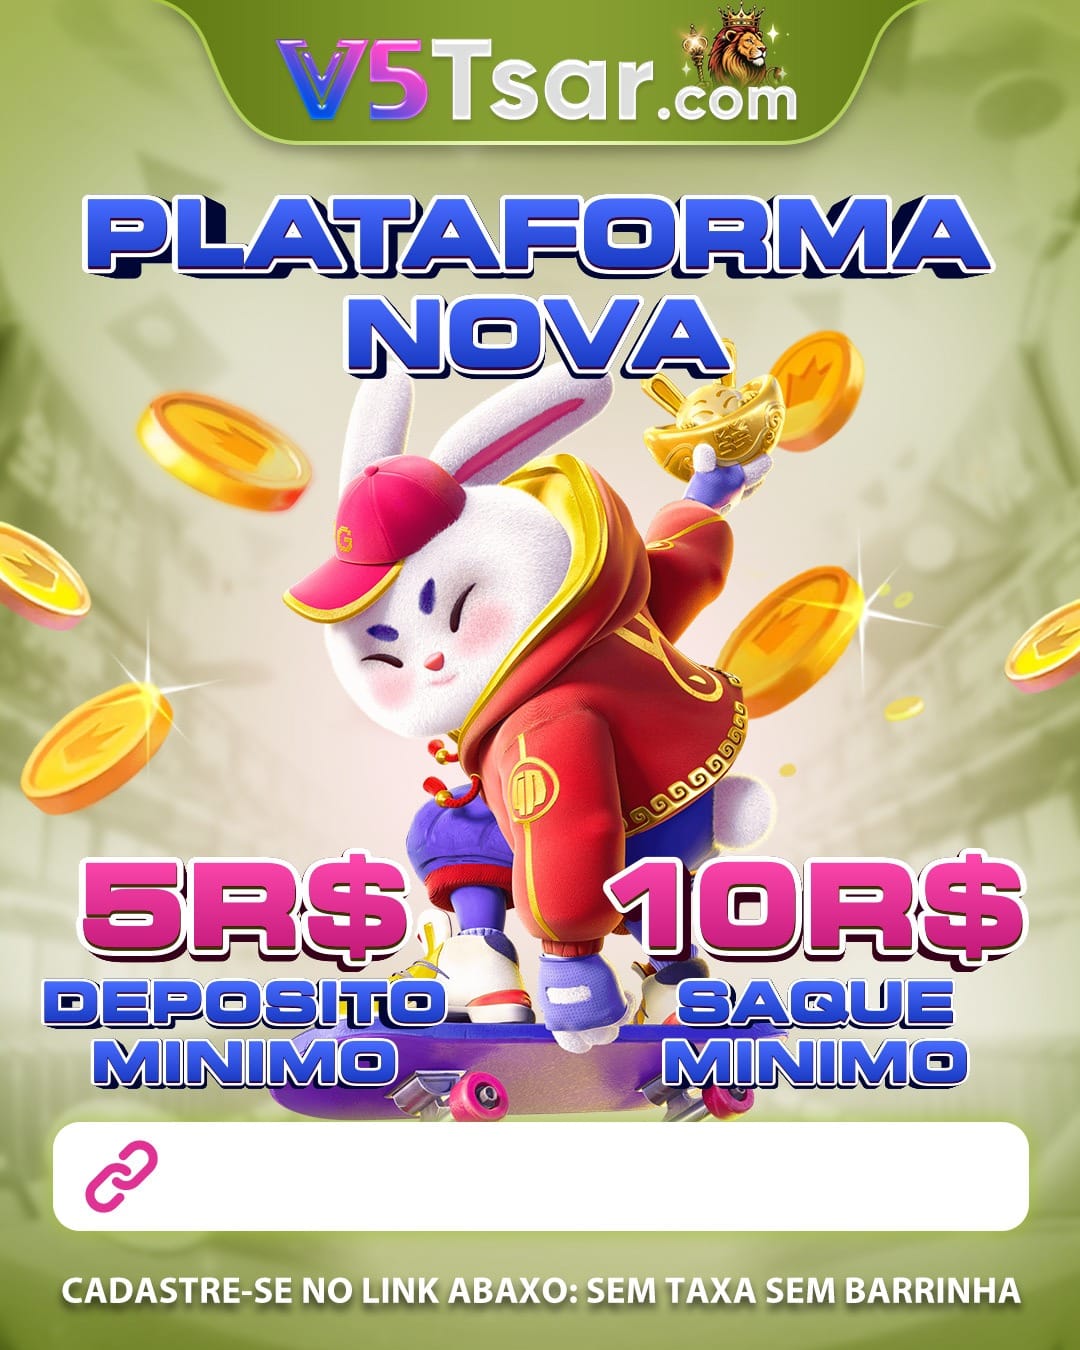 V5Tsar.com
PLATAFORMA
NOVA
G
5R$
10R$
DEPOSITO
MINIMO
SAQUE
MINIMO
CADASTRE-SE NO LINK ABAXO: SEM TAXA SEM BARRINHA